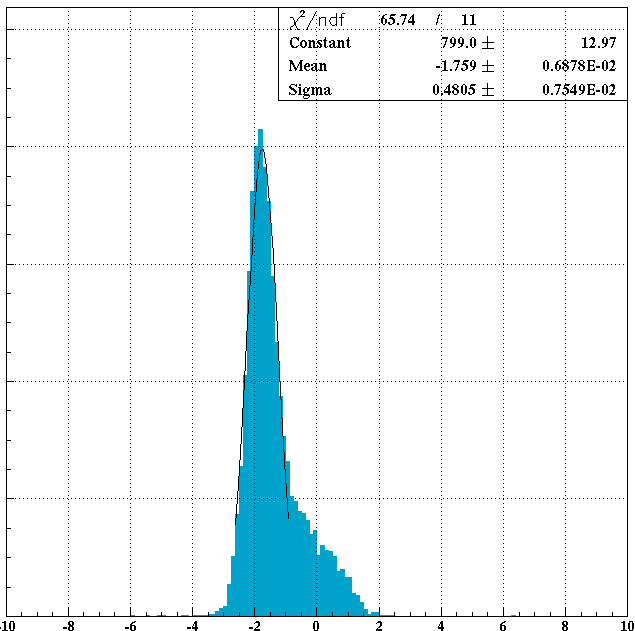 χ²/ndf 65.74 / 11
Constant 799.0 ± 12.97
Mean -1.759 ± 0.6878E-02
Sigma 0.4805 ± 0.7549E-02
-10 -8 -6 -4 -2 0 2 4 6 8 10